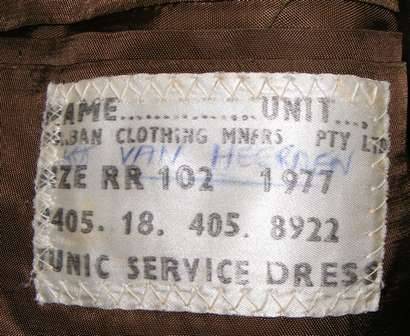 AME.............. UNIT...,
BAN CLOTHING MNFRS PTY LTD
VAN HEERDEN
ZE RR 102 1977
405. 18. 405. 8922
UNIC SERVICE DRES